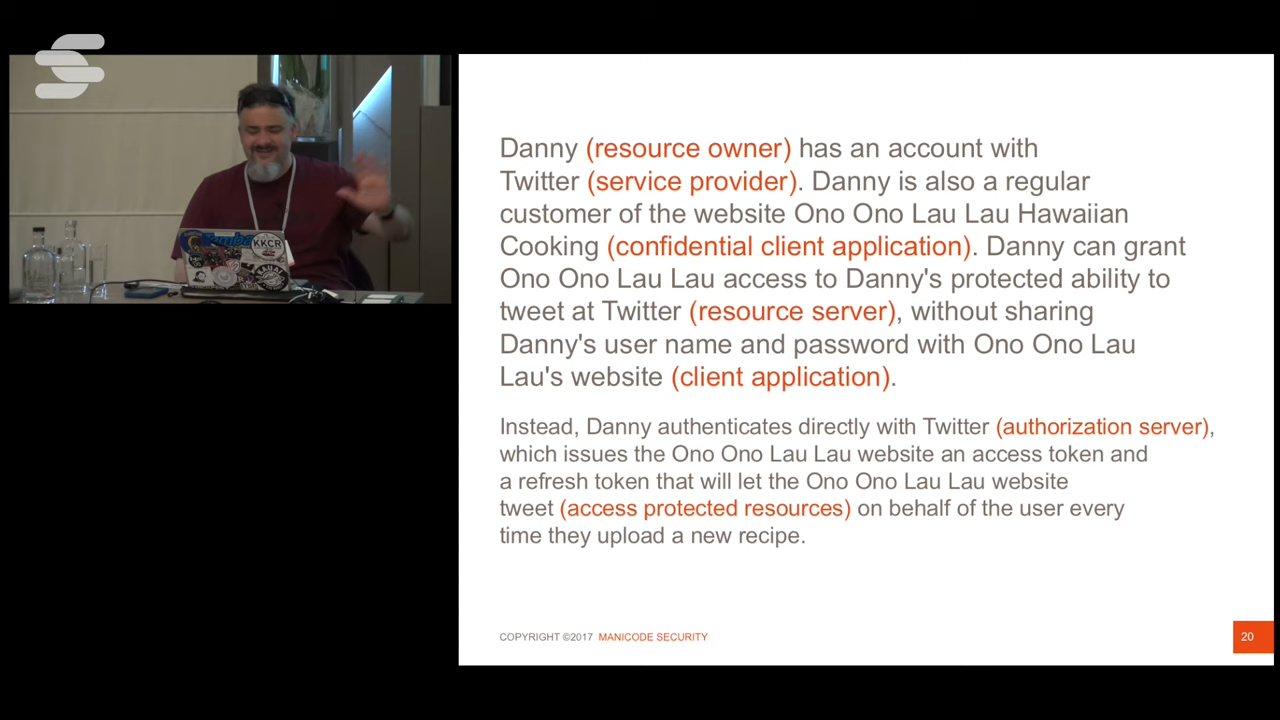 Danny (resource owner) has an account with
Twitter (service provider). Danny is also a regular
customer of the website Ono Ono Lau Lau Hawaiian
Cooking (confidential client application). Danny can grant
Ono Ono Lau Lau access to Danny's protected ability to
tweet at Twitter (resource server), without sharing
Danny's user name and password with Ono Ono Lau
Lau's website (client application).
Instead, Danny authenticates directly with Twitter (authorization server),
which issues the Ono Ono Lau Lau website an access token and
a refresh token that will let the Ono Ono Lau Lau website
tweet (access protected resources) on behalf of the user every
time they upload a new recipe.
COPYRIGHT ©2017 MANICODE SECURITY
20
KKCR
KAUAI